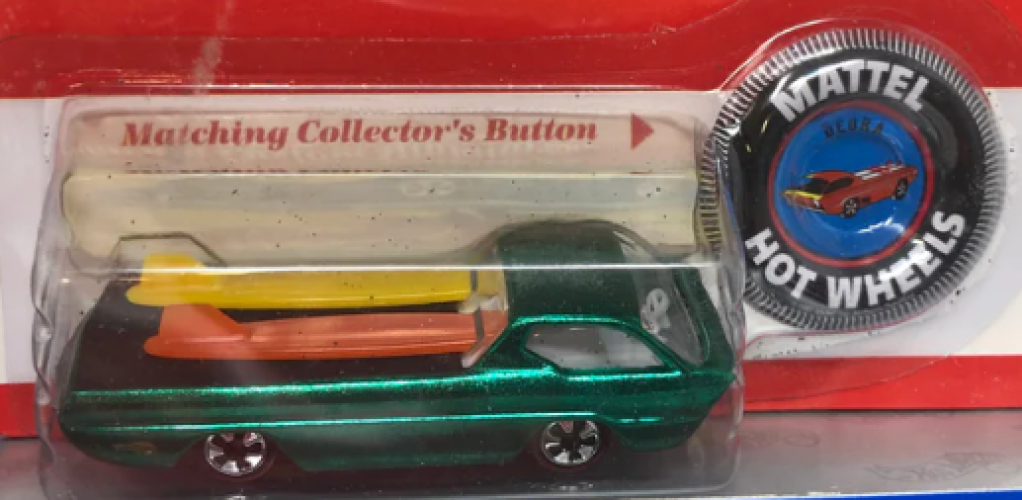 Matching Collector's Button
MATTEL
DEORA
HOT WHEELS